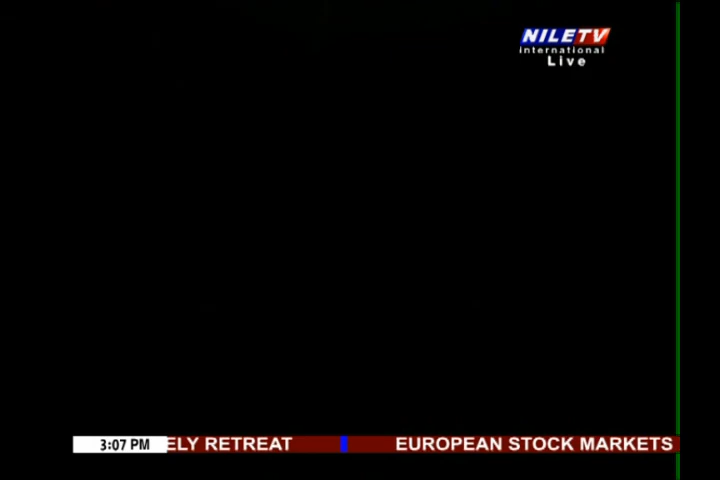 NILETV
international
Live
3:07 PM ELY RETREAT EUROPEAN STOCK MARKETS